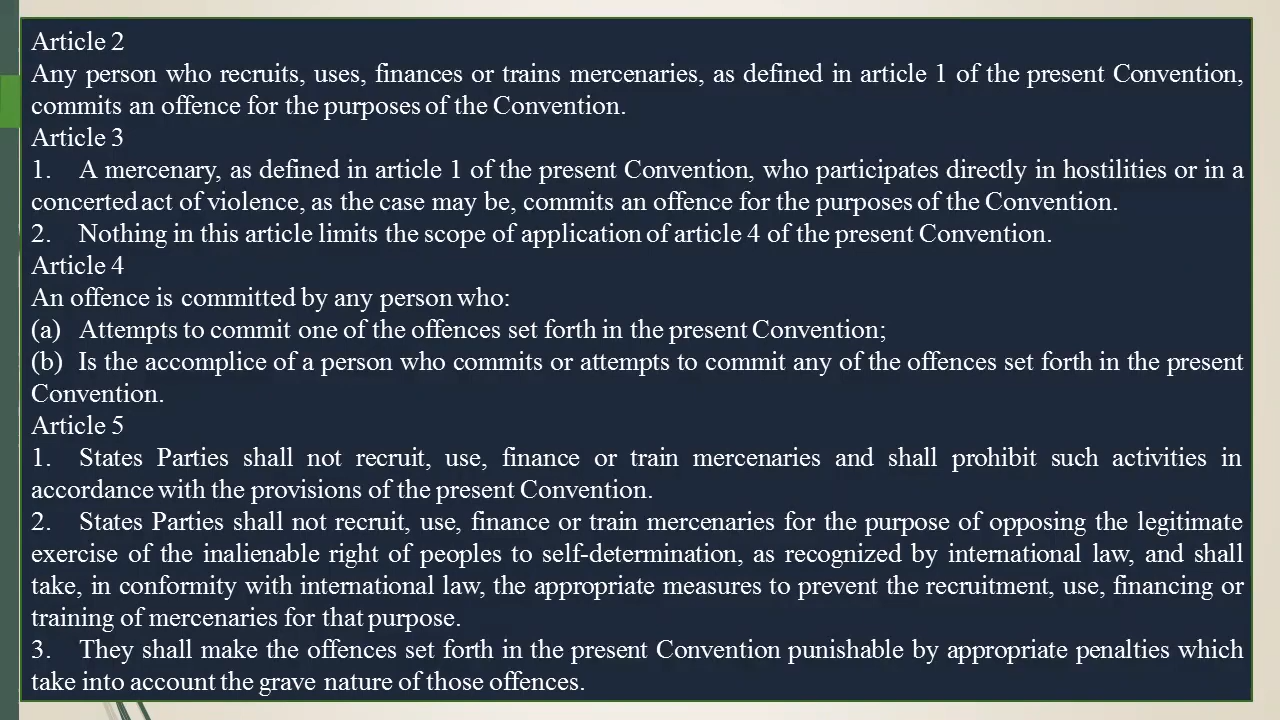 Article 2
Any person who recruits, uses, finances or trains mercenaries, as defined in article 1 of the present Convention,
commits an offence for the purposes of the Convention.
Article 3
1. A mercenary, as defined in article 1 of the present Convention, who participates directly in hostilities or in a
concerted act of violence, as the case may be, commits an offence for the purposes of the Convention.
2. Nothing in this article limits the scope of application of article 4 of the present Convention.
Article 4
An offence is committed by any person who:
(a) Attempts to commit one of the offences set forth in the present Convention;
(b) Is the accomplice of a person who commits or attempts to commit any of the offences set forth in the present
Convention.
Article 5
1. States Parties shall not recruit, use, finance or train mercenaries and shall prohibit such activities in
accordance with the provisions of the present Convention.
2. States Parties shall not recruit, use, finance or train mercenaries for the purpose of opposing the legitimate
exercise of the inalienable right of peoples to self-determination, as recognized by international law, and shall
take, in conformity with international law, the appropriate measures to prevent the recruitment, use, financing or
training of mercenaries for that purpose.
3. They shall make the offences set forth in the present Convention punishable by appropriate penalties which
take into account the grave nature of those offences.